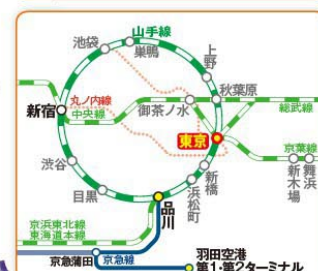 池袋
山手線
巣鴨
上野
丸ノ内線
新宿
中央線
御茶ノ水
秋葉原
総武線
東京
京葉線
渋谷
新橋
浜松町
新木場
舞浜
目黒
品川
京浜東北線
東海道本線
京急蒲田
京急線
羽田空港
第1・第2ターミナル